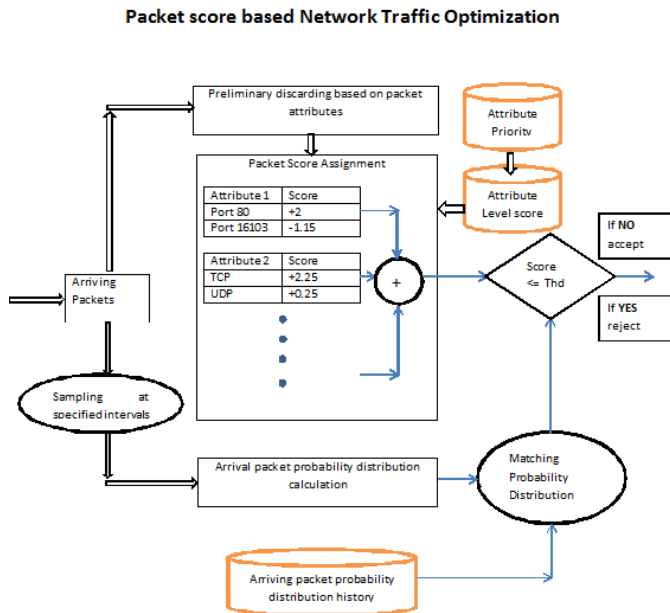 Packet score based Network Traffic Optimization
Preliminary discarding based on packet
attributes
Attribute
Priority
Packet Score Assignment
Attribute 1 Score
Port 80 +2
Port 16103 -1.15
Attribute
Level score
If NO
accept
Attribute 2 Score
TCP +2.25
UDP +0.25
+
Score
<= Thd
Arriving
Packets
If YES
reject
Sampling at
specified intervals
Arrival packet probability distribution
calculation
Matching
Probability
Distribution
Arriving packet probability
distribution history